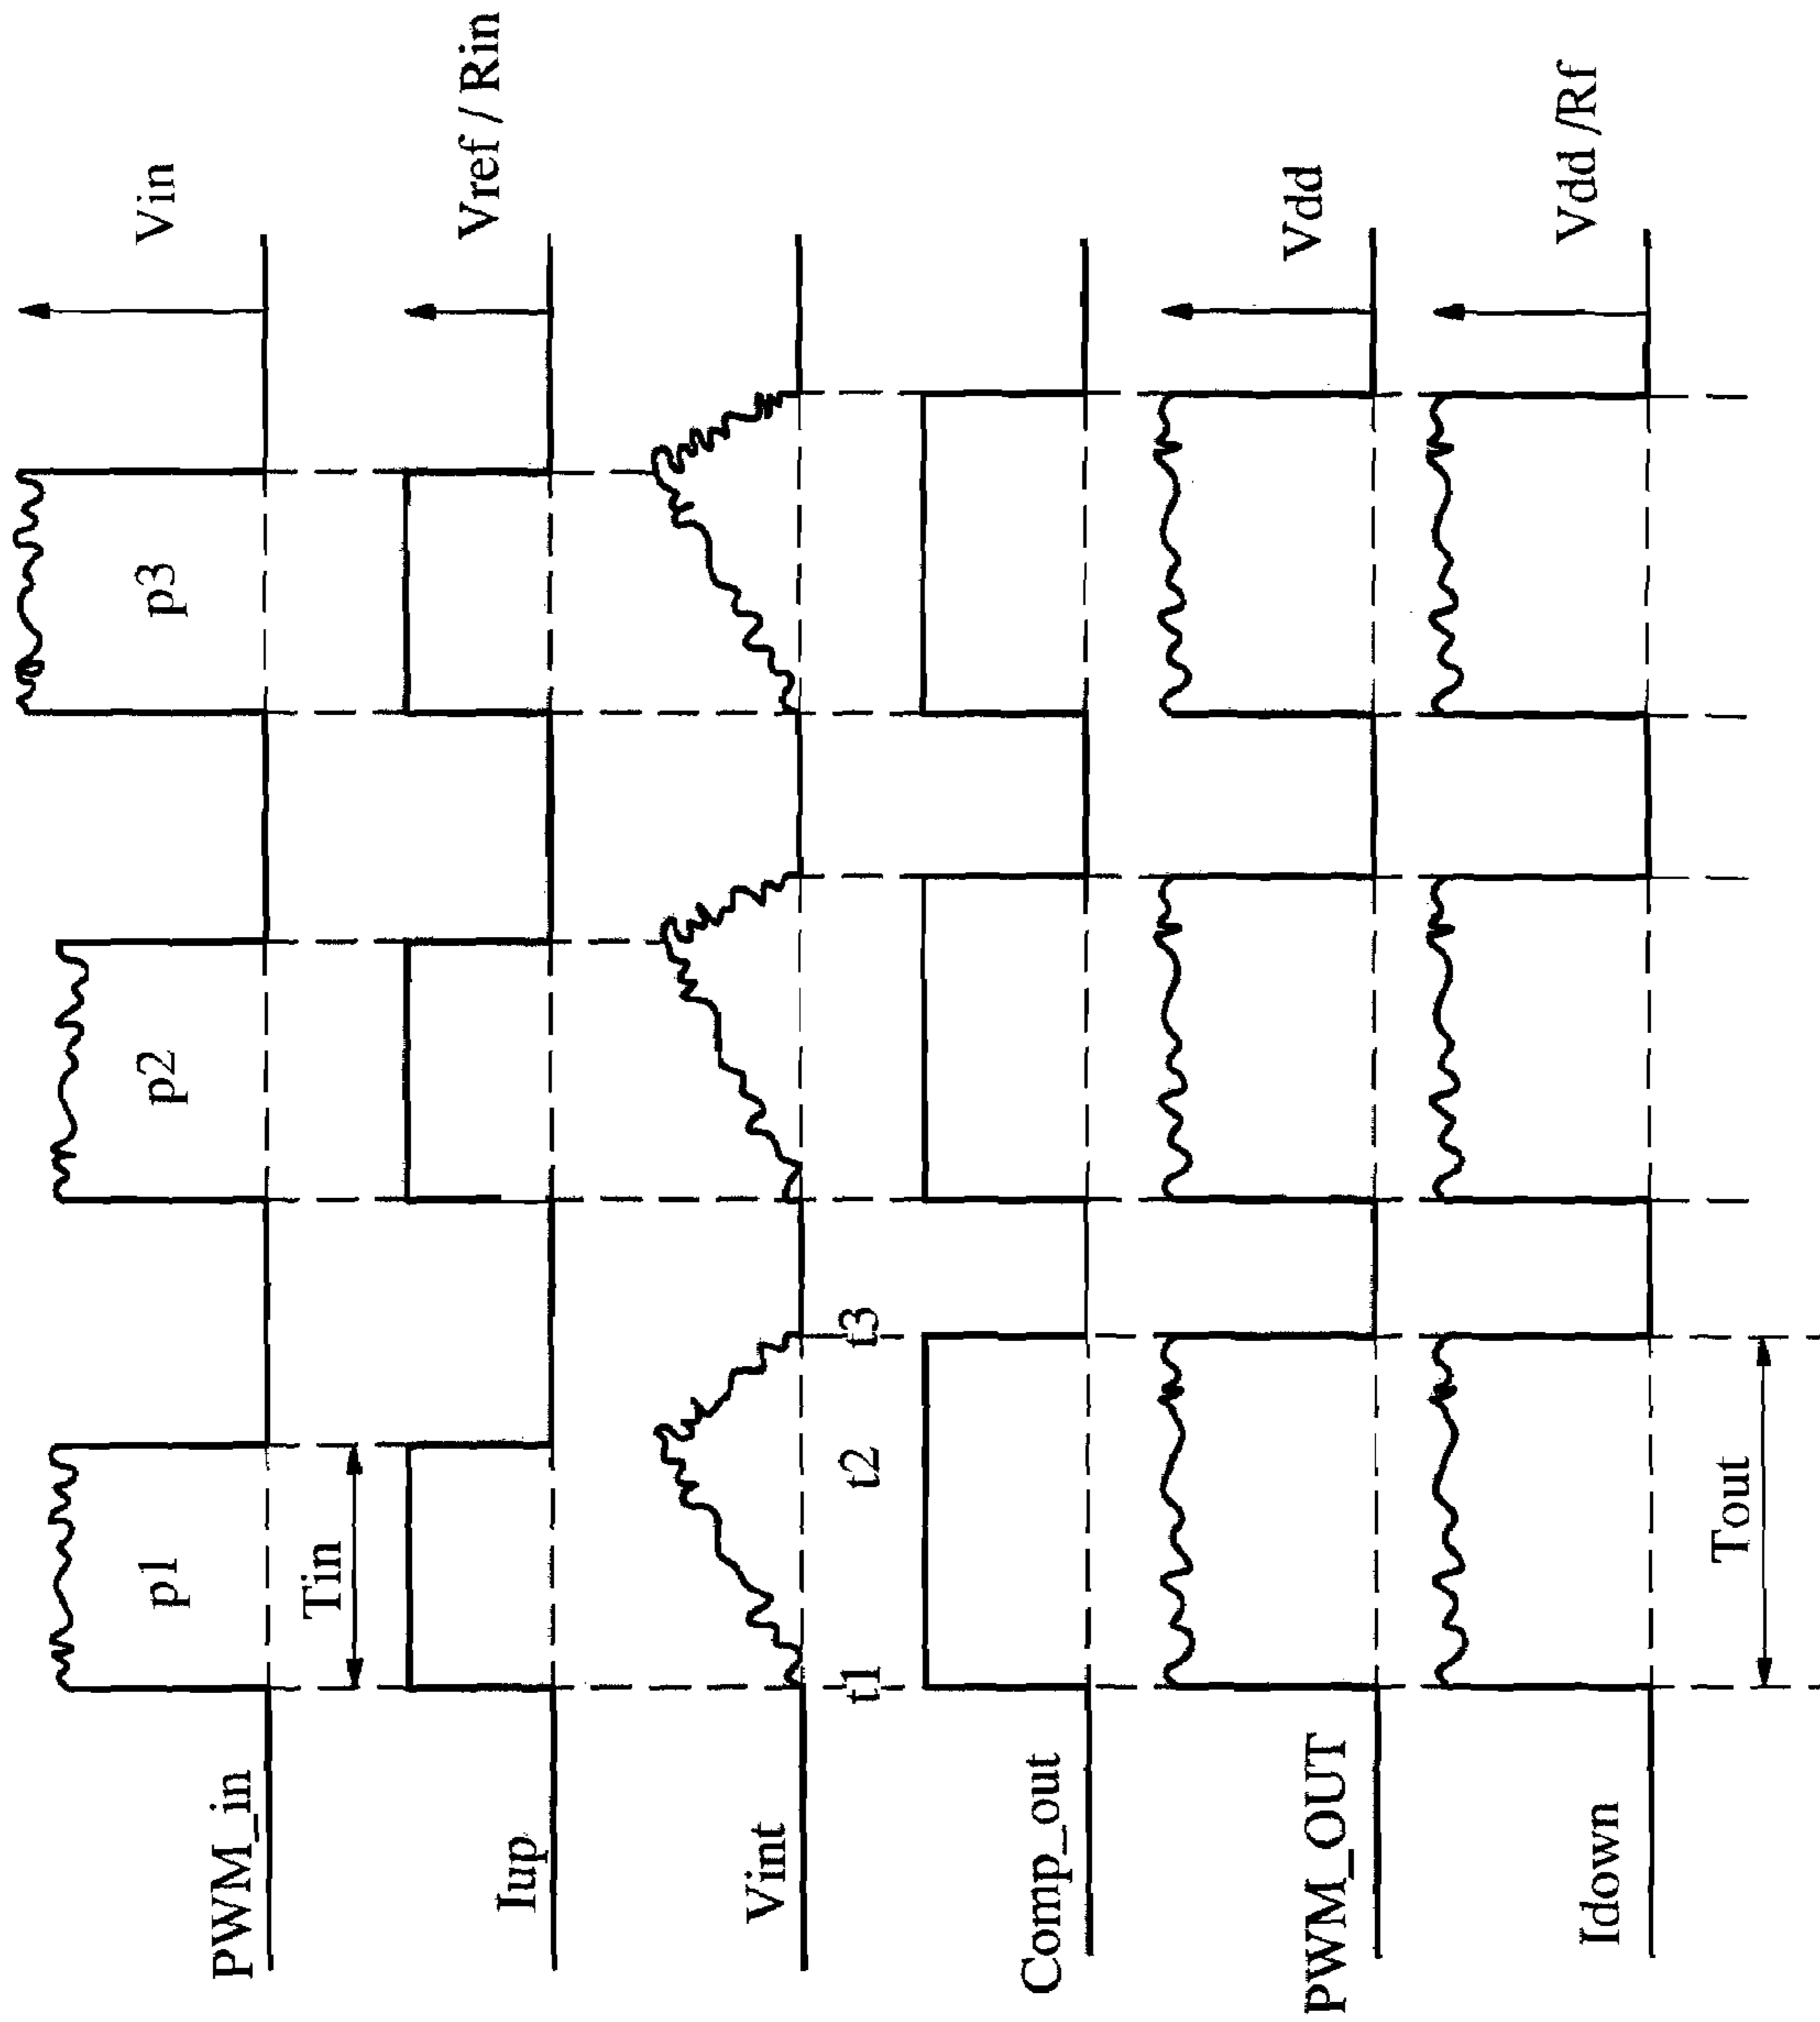 PWM_in
p1
p2
p3
Vin
Tin
Iup
Vref / Rin
Vint
t1
t2
t3
Comp_out
PWM_OUT
Vdd
Idown
Vdd /Rf
Tout